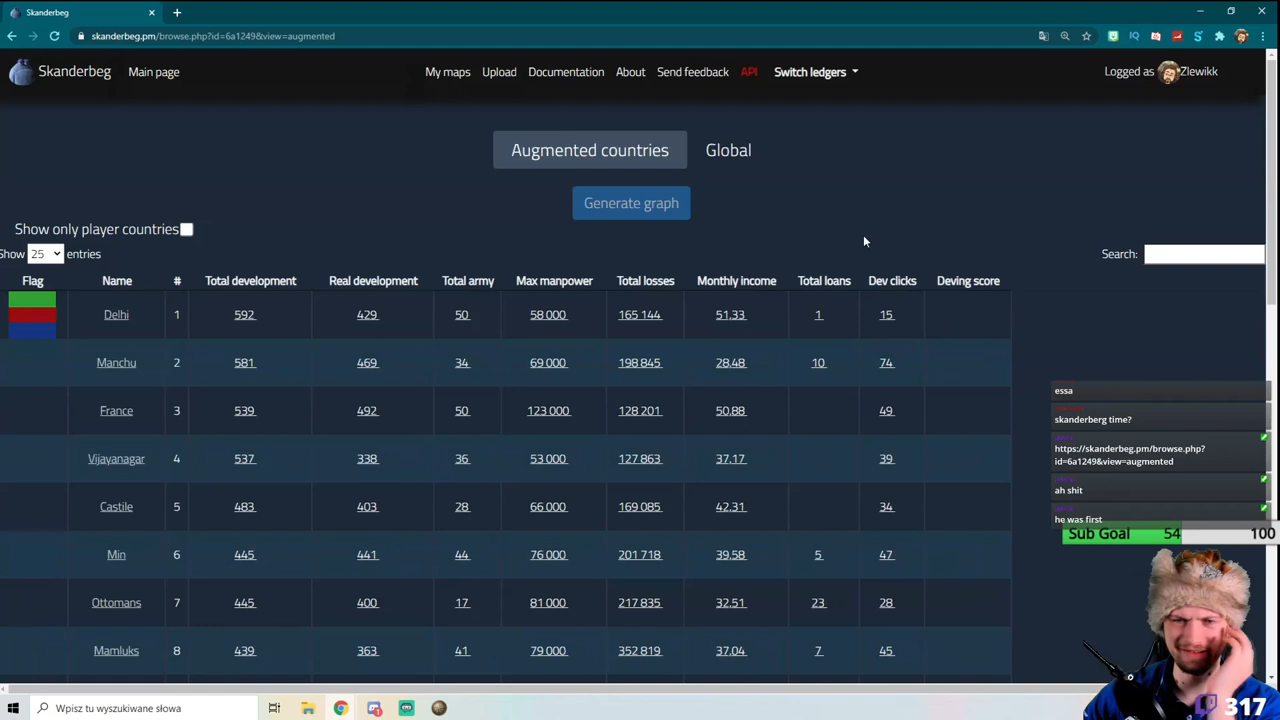 Skanderbeg
skanderbeg.pm/browse.php?id=6a1249&view=augmented
Skanderbeg Main page My maps Upload Documentation About Send feedback API Switch ledgers Logged as Zlewikk
Augmented countries Global
Generate graph
Show only player countries
Show 25 entries Search:
Flag Name # Total development Real development Total army Max manpower Total losses Monthly income Total loans Dev clicks Deving score
Delhi 1 592 429 50 58 000 165 144 51.33 1 15
Manchu 2 581 469 34 69 000 198 845 28.48 10 74
France 3 539 492 50 123 000 128 201 50.88 49
Vijayanagar 4 537 338 36 53 000 127 863 37.17 39
Castile 5 483 403 28 66 000 169 085 42.31 34
Min 6 445 441 44 76 000 201 718 39.58 5 47
Ottomans 7 445 400 17 81 000 217 835 32.51 23 28
Mamluks 8 439 363 41 79 000 352 819 37.04 7 45
essa
skanderberg time?
https://skanderbeg.pm/browse.php?
id=6a1249&view=augmented
ah shit
he was first
Sub Goal 54 100
317
Wpisz tu wyszukiwane słowa